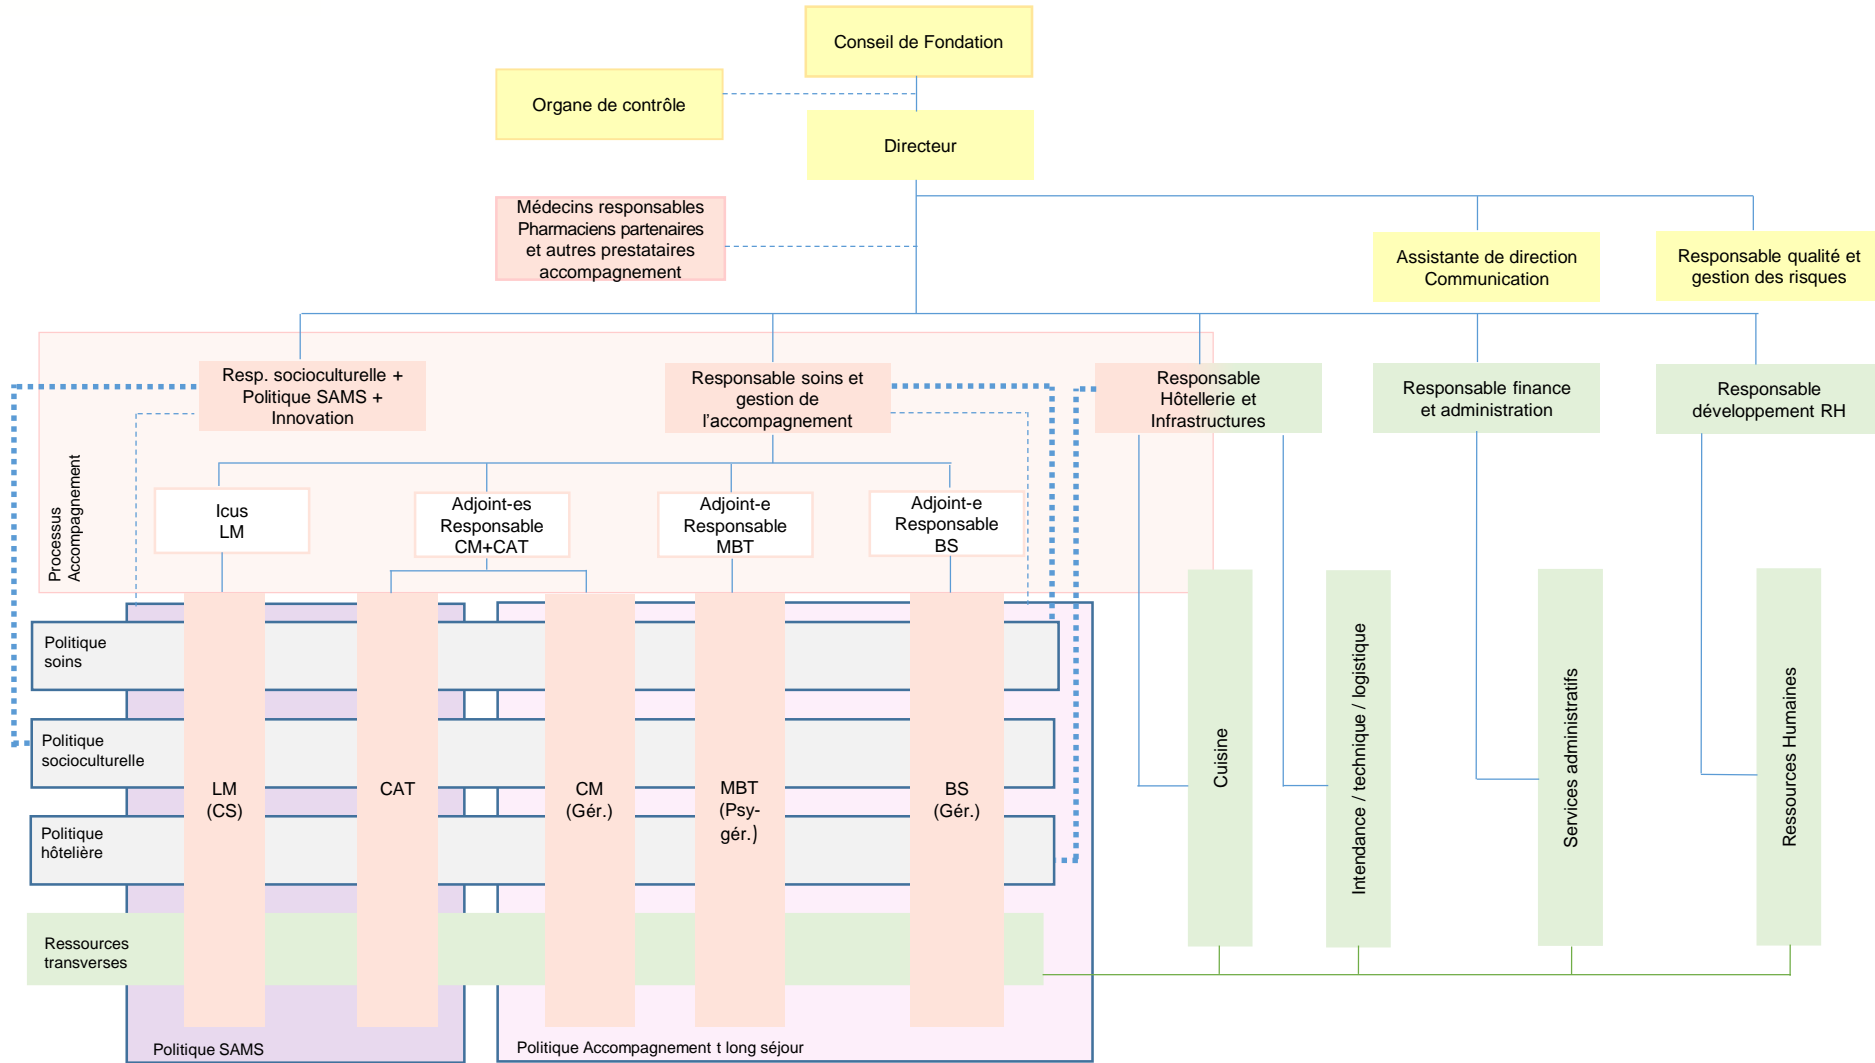 Conseil de Fondation
Organe de contrôle
Directeur
Médecins responsables
Pharmaciens partenaires
et autres prestataires
accompagnement
Assistante de direction
Communication
Responsable qualité et
gestion des risques
Resp. socioculturelle +
Politique SAMS +
Innovation
Responsable soins et
gestion de
l'accompagnement
Responsable
Hôtellerie et
Infrastructures
Responsable finance
et administration
Responsable
développement RH
Processus
Accompagnement
Icus
LM
Adjoint-es
Responsable
CM+CAT
Adjoint-e
Responsable
MBT
Adjoint-e
Responsable
BS
Politique
soins
Politique
socioculturelle
Politique
hôtelière
Ressources
transverses
LM
(CS)
CAT
CM
(Gér.)
MBT
(Psy-
gér.)
BS
(Gér.)
Cuisine
Intendance / technique / logistique
Services administratifs
Ressources Humaines
Politique SAMS
Politique Accompagnement t long séjour